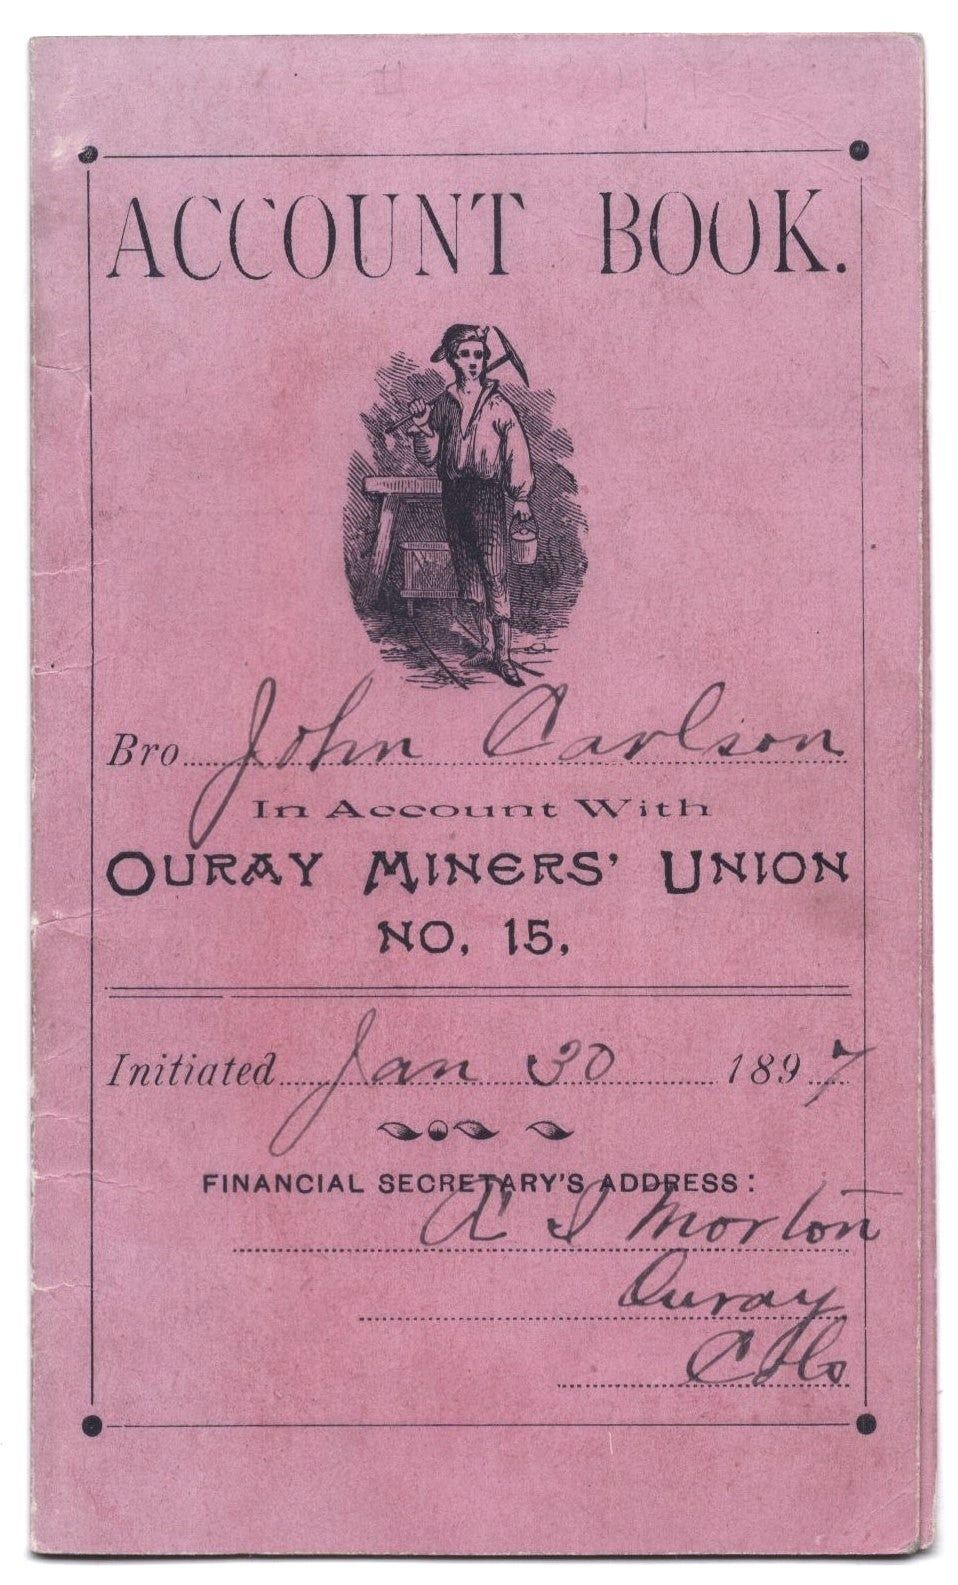 ACCOUNT BOOK.
Bro John Carlson
In Account With
OURAY MINERS' UNION
NO. 15,
Initiated Jan 30 1897
FINANCIAL SECRETARY'S ADDRESS:
A I Morton
Ouray
Colo